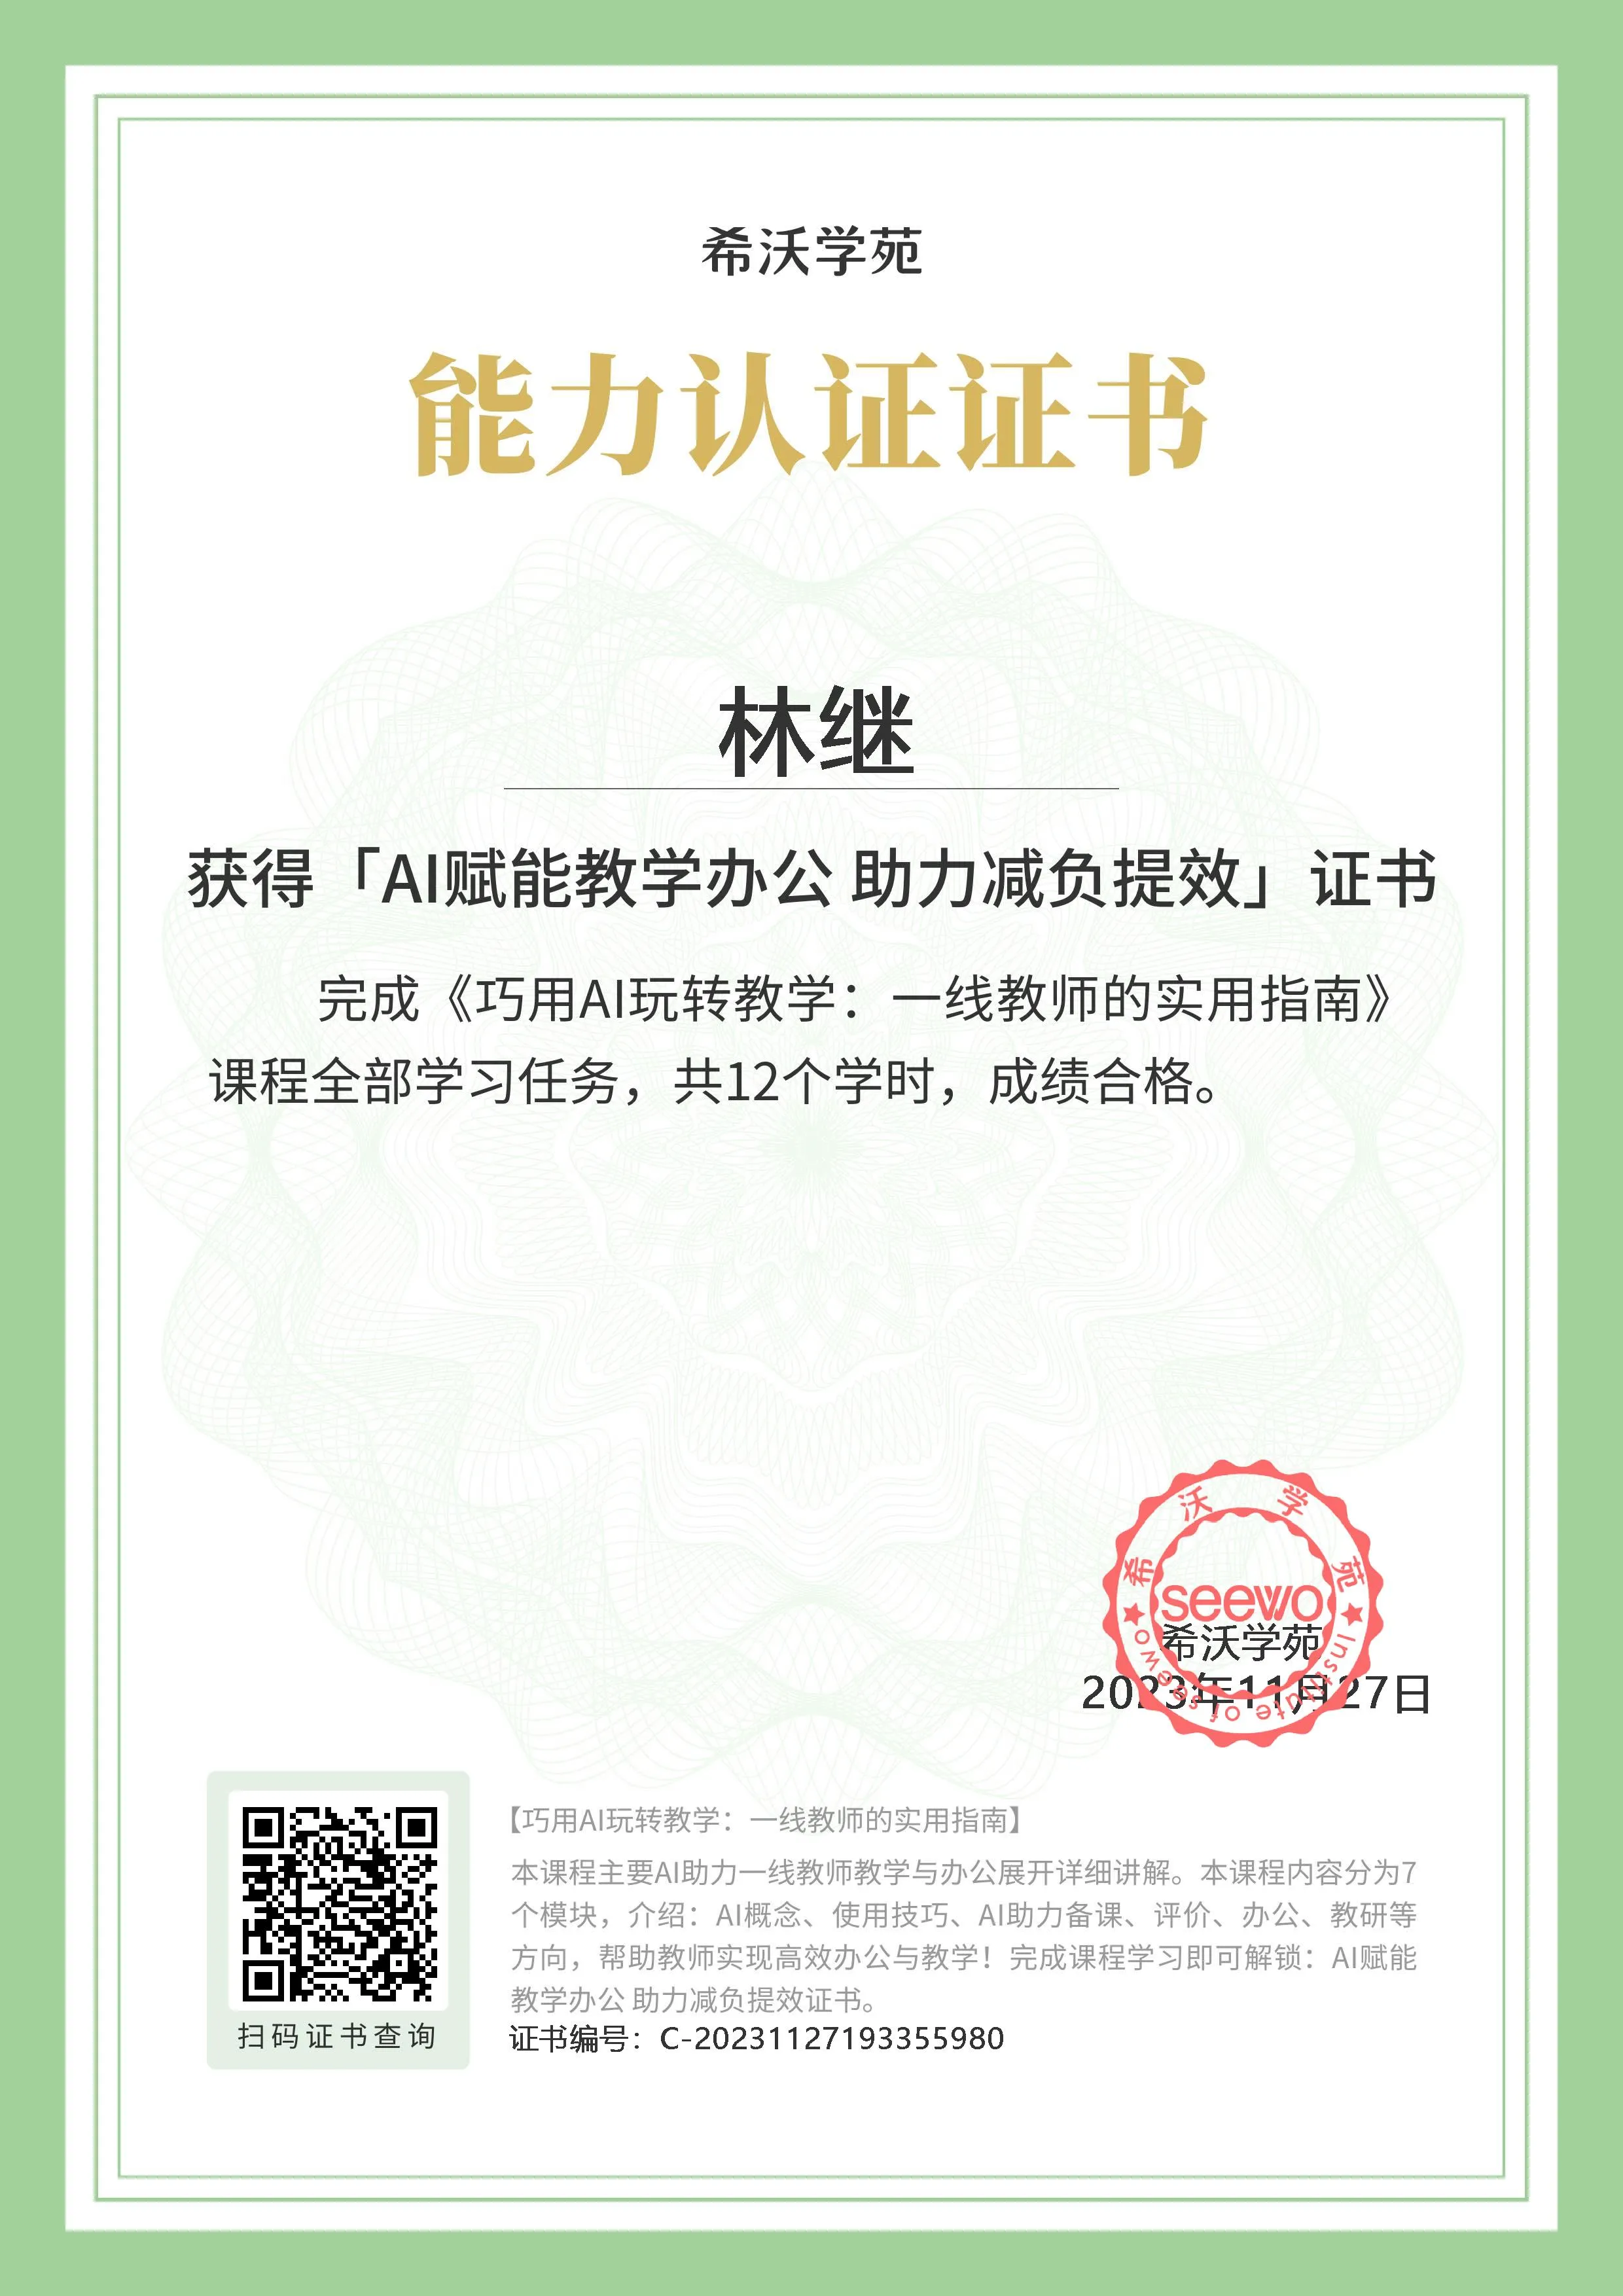 希沃学苑
能力认证证书
林继
获得「AI赋能教学办公 助力减负提效」证书
完成《巧用AI玩转教学：一线教师的实用指南》
课程全部学习任务，共12个学时，成绩合格。
希沃学苑
seewo
Institute of seewo
希沃学苑
2023年11月27日
【巧用AI玩转教学：一线教师的实用指南】
本课程主要AI助力一线教师教学与办公展开详细讲解。本课程内容分为7
个模块，介绍：AI概念、使用技巧、AI助力备课、评价、办公、教研等
方向，帮助教师实现高效办公与教学！完成课程学习即可解锁：AI赋能
教学办公 助力减负提效证书。
证书编号：C-20231127193355980
扫码证书查询